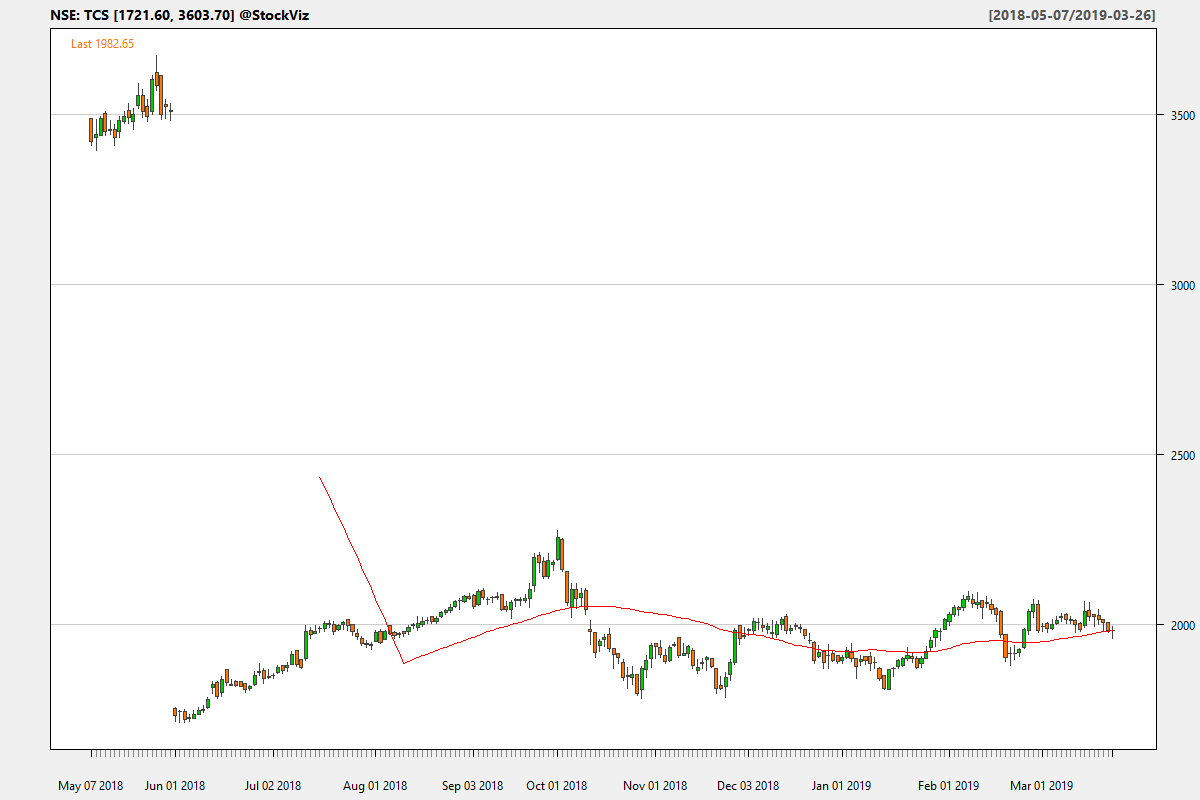 NSE: TCS [1721.60, 3603.70] @StockViz
[2018-05-07/2019-03-26]
Last 1982.65
3500
3000
2500
2000
May 07 2018
Jun 01 2018
Jul 02 2018
Aug 01 2018
Sep 03 2018
Oct 01 2018
Nov 01 2018
Dec 03 2018
Jan 01 2019
Feb 01 2019
Mar 01 2019